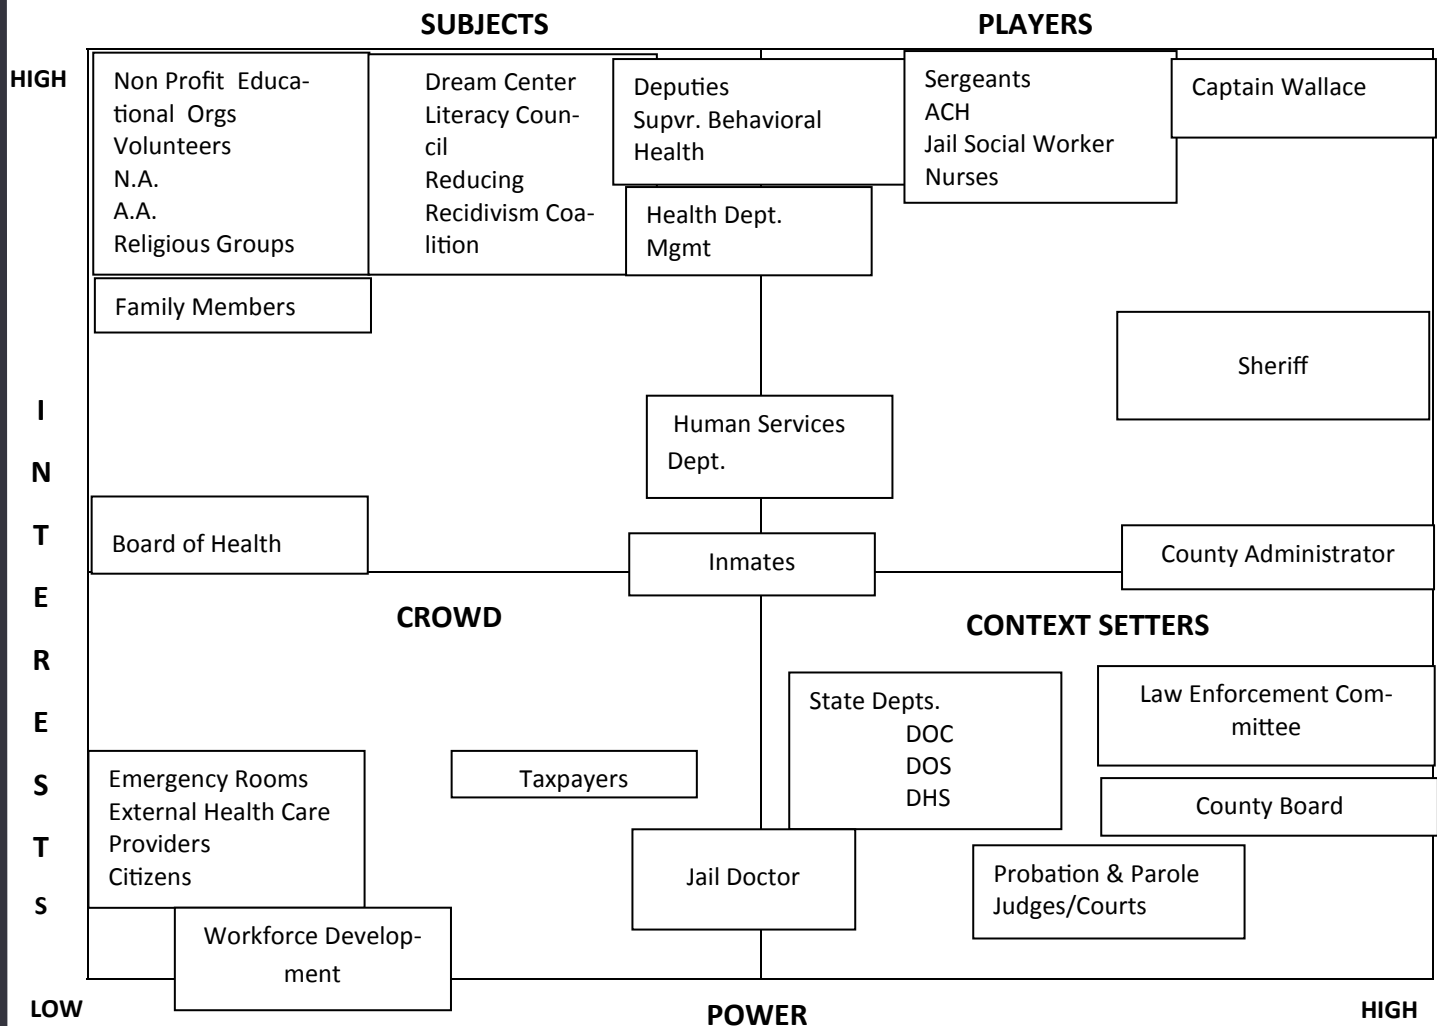 SUBJECTS
PLAYERS
HIGH
Non Profit Educa-
tional Orgs
Volunteers
N.A.
A.A.
Religious Groups
Dream Center
Literacy Coun-
cil
Reducing
Recidivism Coa-
lition
Deputies
Supvr. Behavioral
Health
Sergeants
ACH
Jail Social Worker
Nurses
Captain Wallace
Health Dept.
Mgmt
Family Members
Sheriff
Human Services
Dept.
Board of Health
Inmates
County Administrator
I
N
T
E
R
E
S
T
S
CROWD
CONTEXT SETTERS
State Depts.
DOC
DOS
DHS
Law Enforcement Com-
mittee
Emergency Rooms
External Health Care
Providers
Citizens
Taxpayers
County Board
Jail Doctor
Probation & Parole
Judges/Courts
Workforce Develop-
ment
LOW
POWER
HIGH